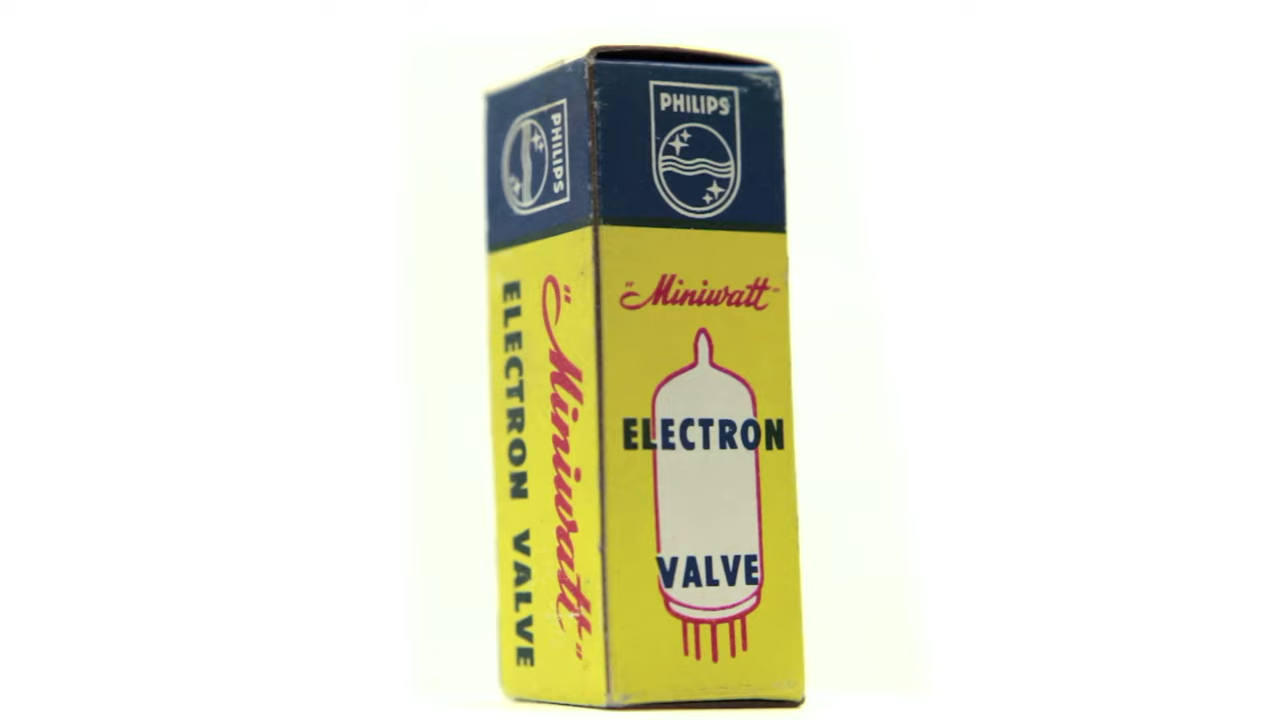 PHILIPS
"Miniwatt"
ELECTRON VALVE
PHILIPS
"Miniwatt"
ELECTRON
VALVE